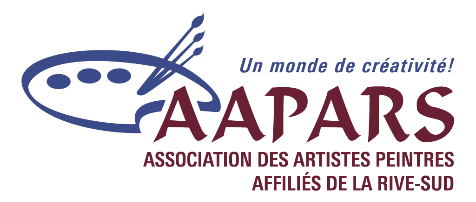 Un monde de créativité!
AAPARS
ASSOCIATION DES ARTISTES PEINTRES
AFFILIÉS DE LA RIVE-SUD